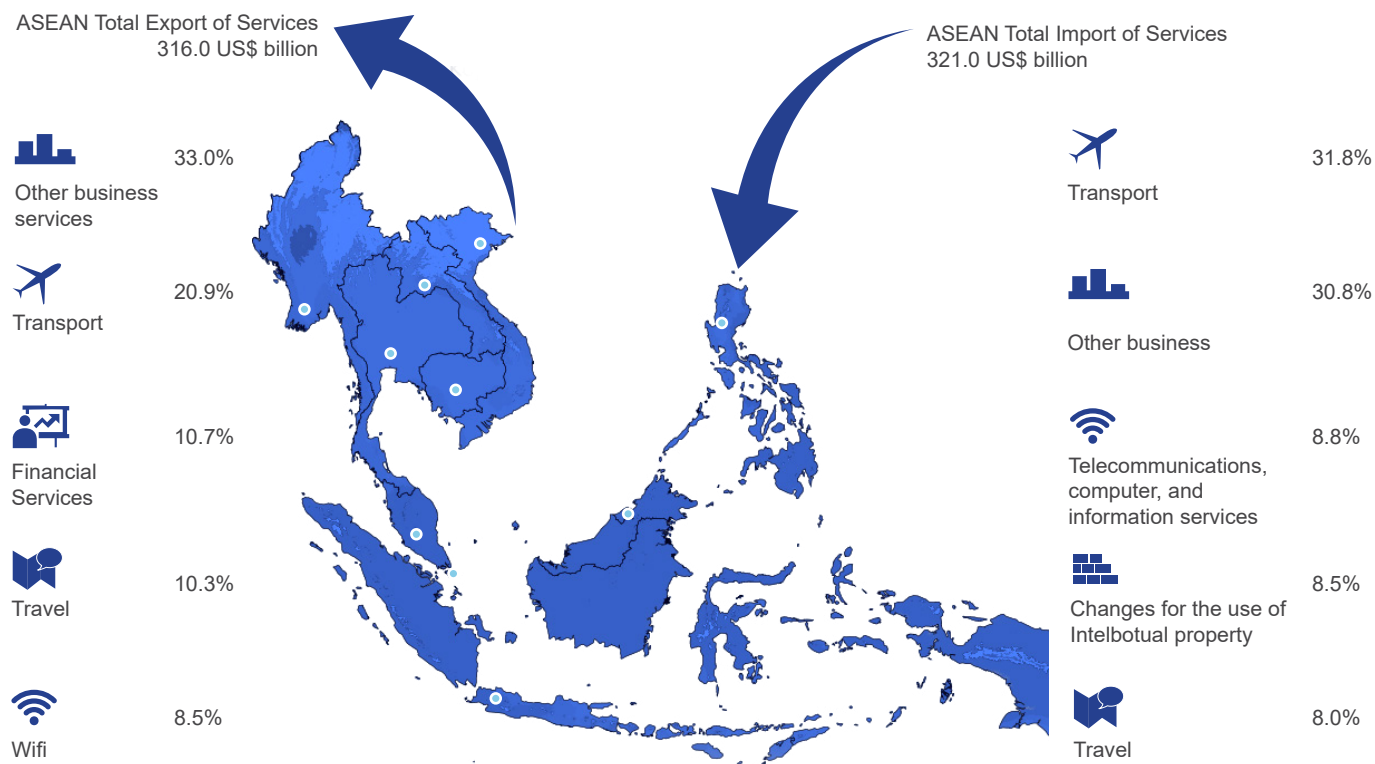 ASEAN Total Export of Services
316.0 US$ billion
33.0%
Other business
services
20.9%
Transport
10.7%
Financial
Services
10.3%
Travel
8.5%
Wifi
ASEAN Total Import of Services
321.0 US$ billion
31.8%
Transport
30.8%
Other business
8.8%
Telecommunications,
computer, and
information services
8.5%
Changes for the use of
Intelbotual property
8.0%
Travel